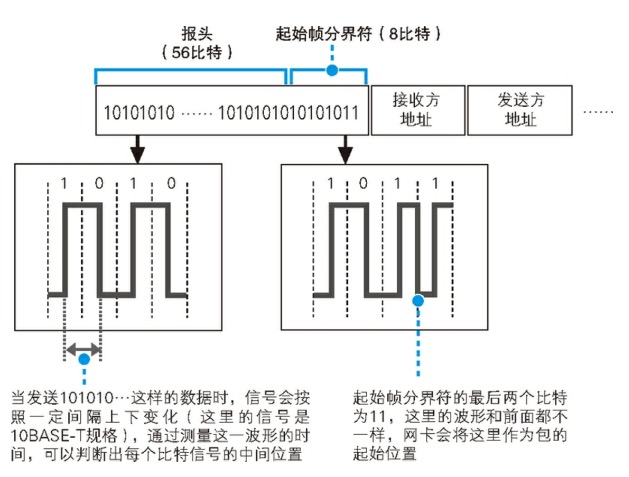 报头
（56比特）
起始帧分界符（8比特）
10101010 …… 1010101010101011
接收方
地址
发送方
地址
……
1 0 1 0
1 0 1 1
当发送101010…这样的数据时，信号会按
照一定间隔上下变化（这里的信号是
10BASE-T规格），通过测量这一波形的时
间，可以判断出每个比特信号的中间位置
起始帧分界符的最后两个比特
为11，这里的波形和前面都不
一样，网卡会将这里作为包的
起始位置